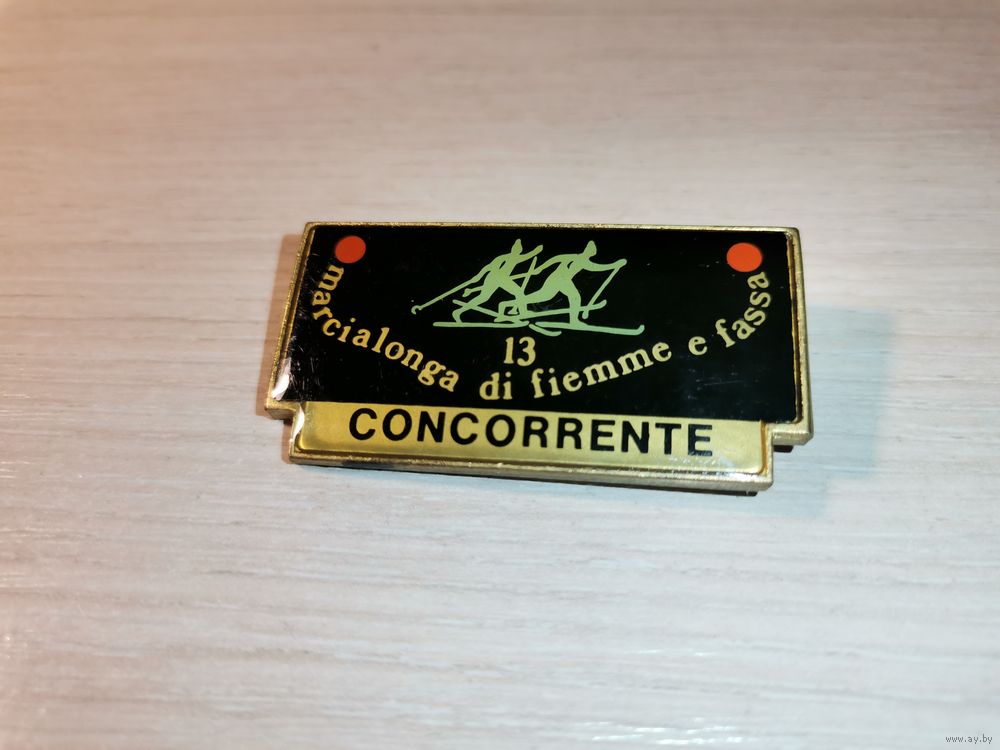 13
marcialonga di fiemme e fassa
CONCORRENTE
www.ay.by